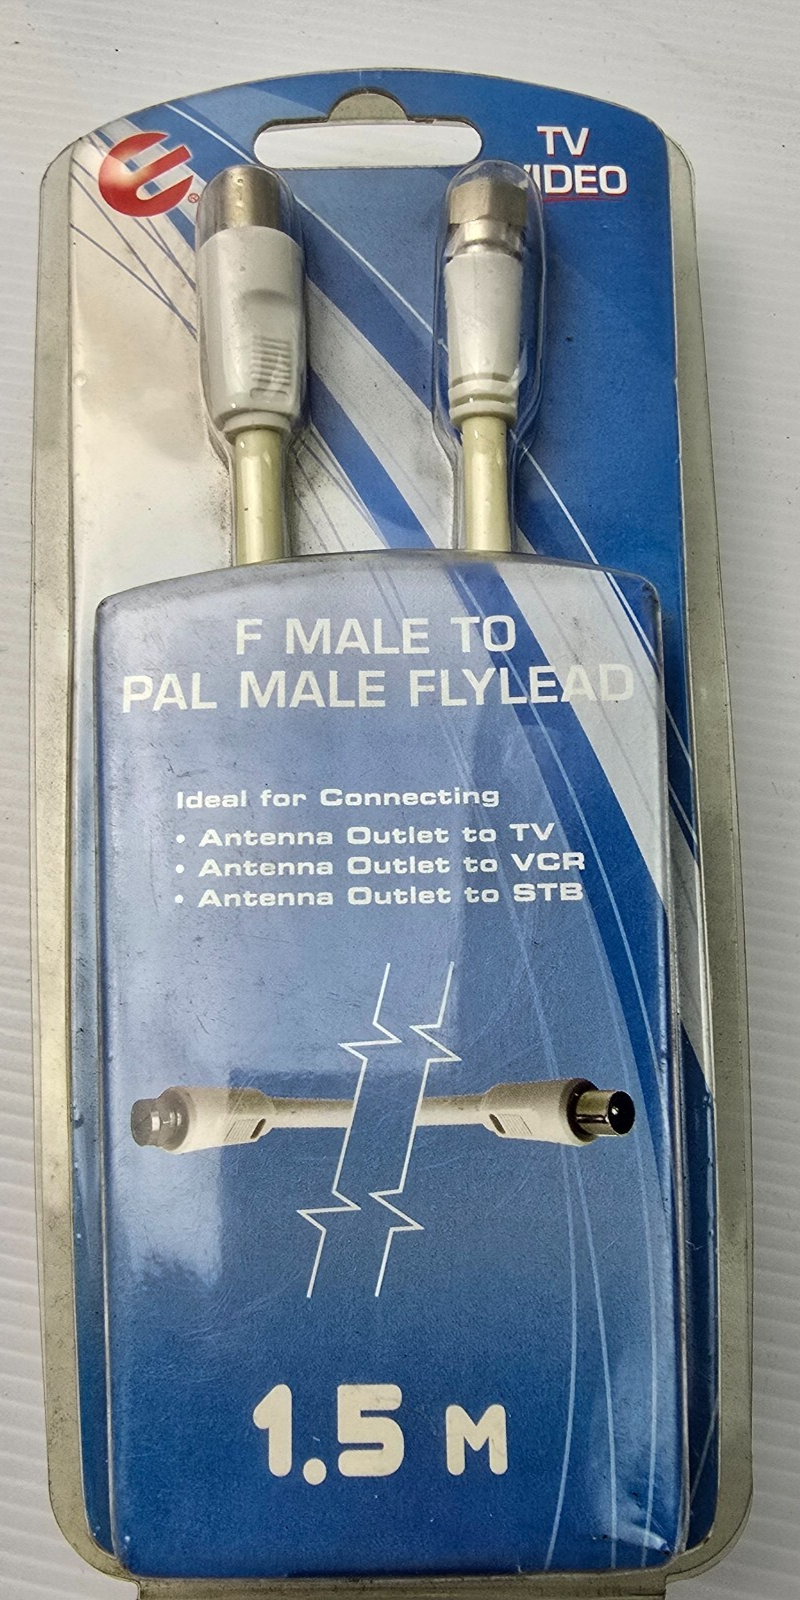 TV
VIDEO
F MALE TO
PAL MALE FLYLEAD
Ideal for Connecting
• Antenna Outlet to TV
• Antenna Outlet to VCR
• Antenna Outlet to STB
1.5 M